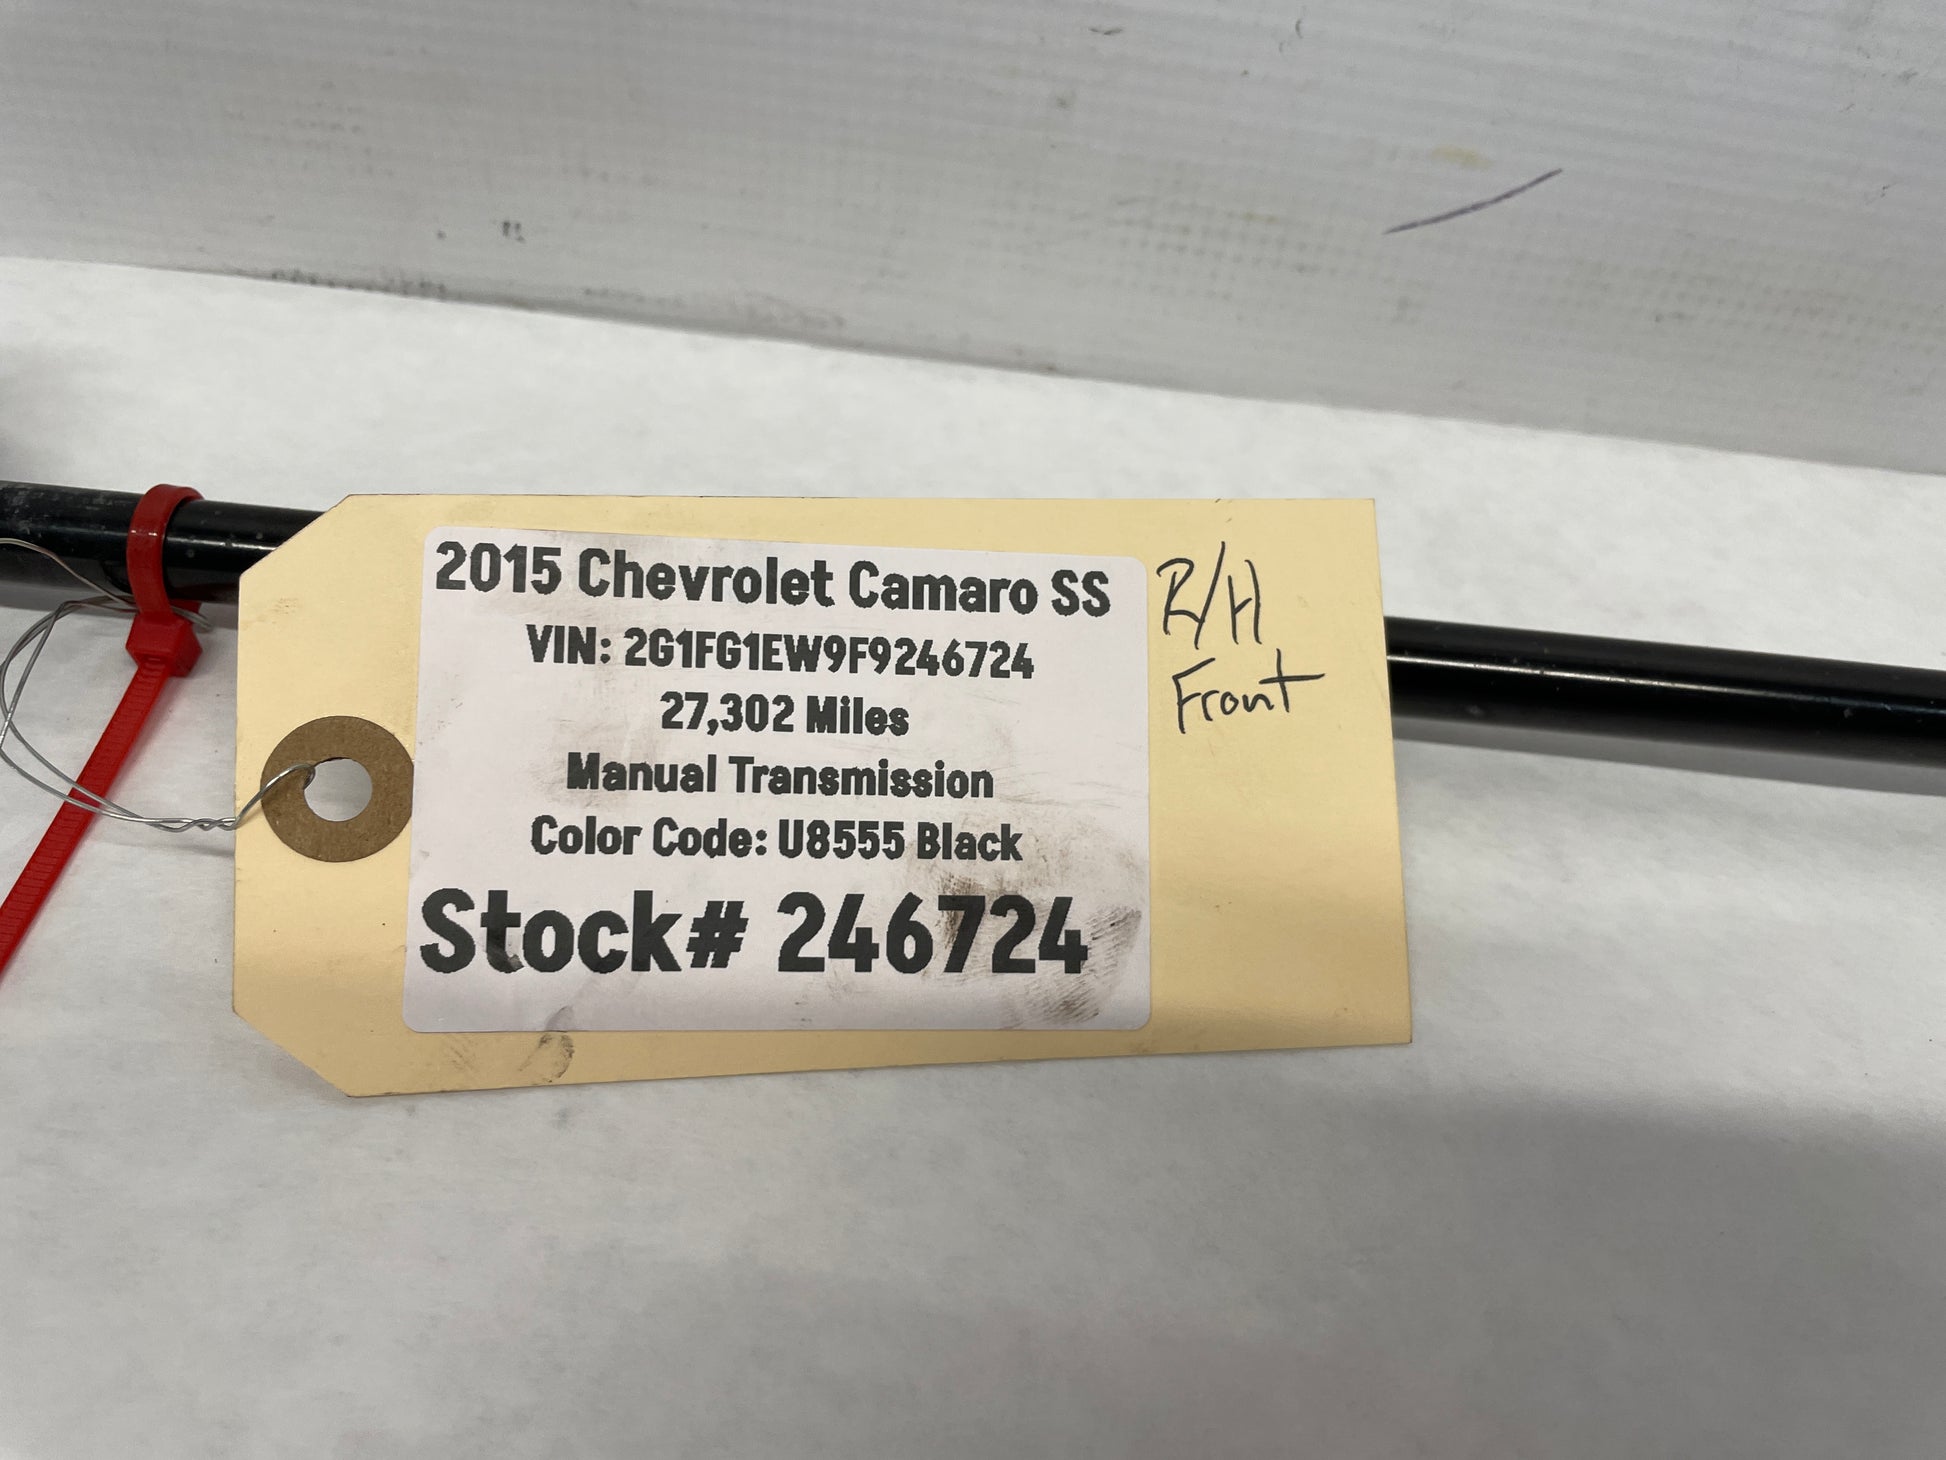 2015 Chevrolet Camaro SS
VIN: 2G1FG1EW9F9246724
27,302 Miles
Manual Transmission
Color Code: U8555 Black
Stock# 246724
R/H
Front